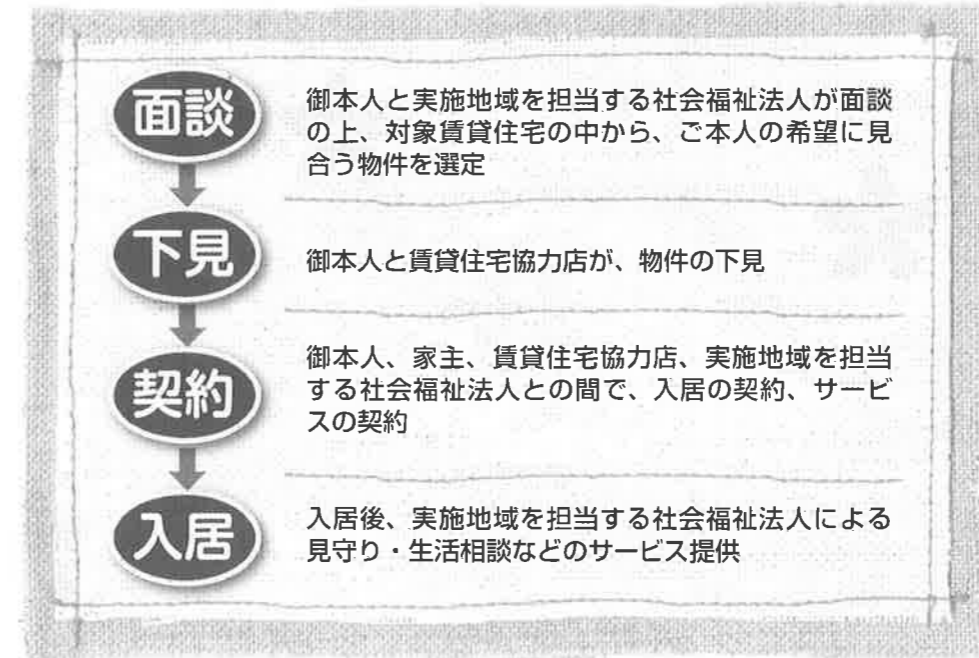 面談
御本人と実施地域を担当する社会福祉法人が面談
の上、対象賃貸住宅の中から、ご本人の希望に見
合う物件を選定
下見
御本人と賃貸住宅協力店が、物件の下見
契約
御本人、家主、賃貸住宅協力店、実施地域を担当
する社会福祉法人との間で、入居の契約、サービ
スの契約
入居
入居後、実施地域を担当する社会福祉法人による
見守り・生活相談などのサービス提供